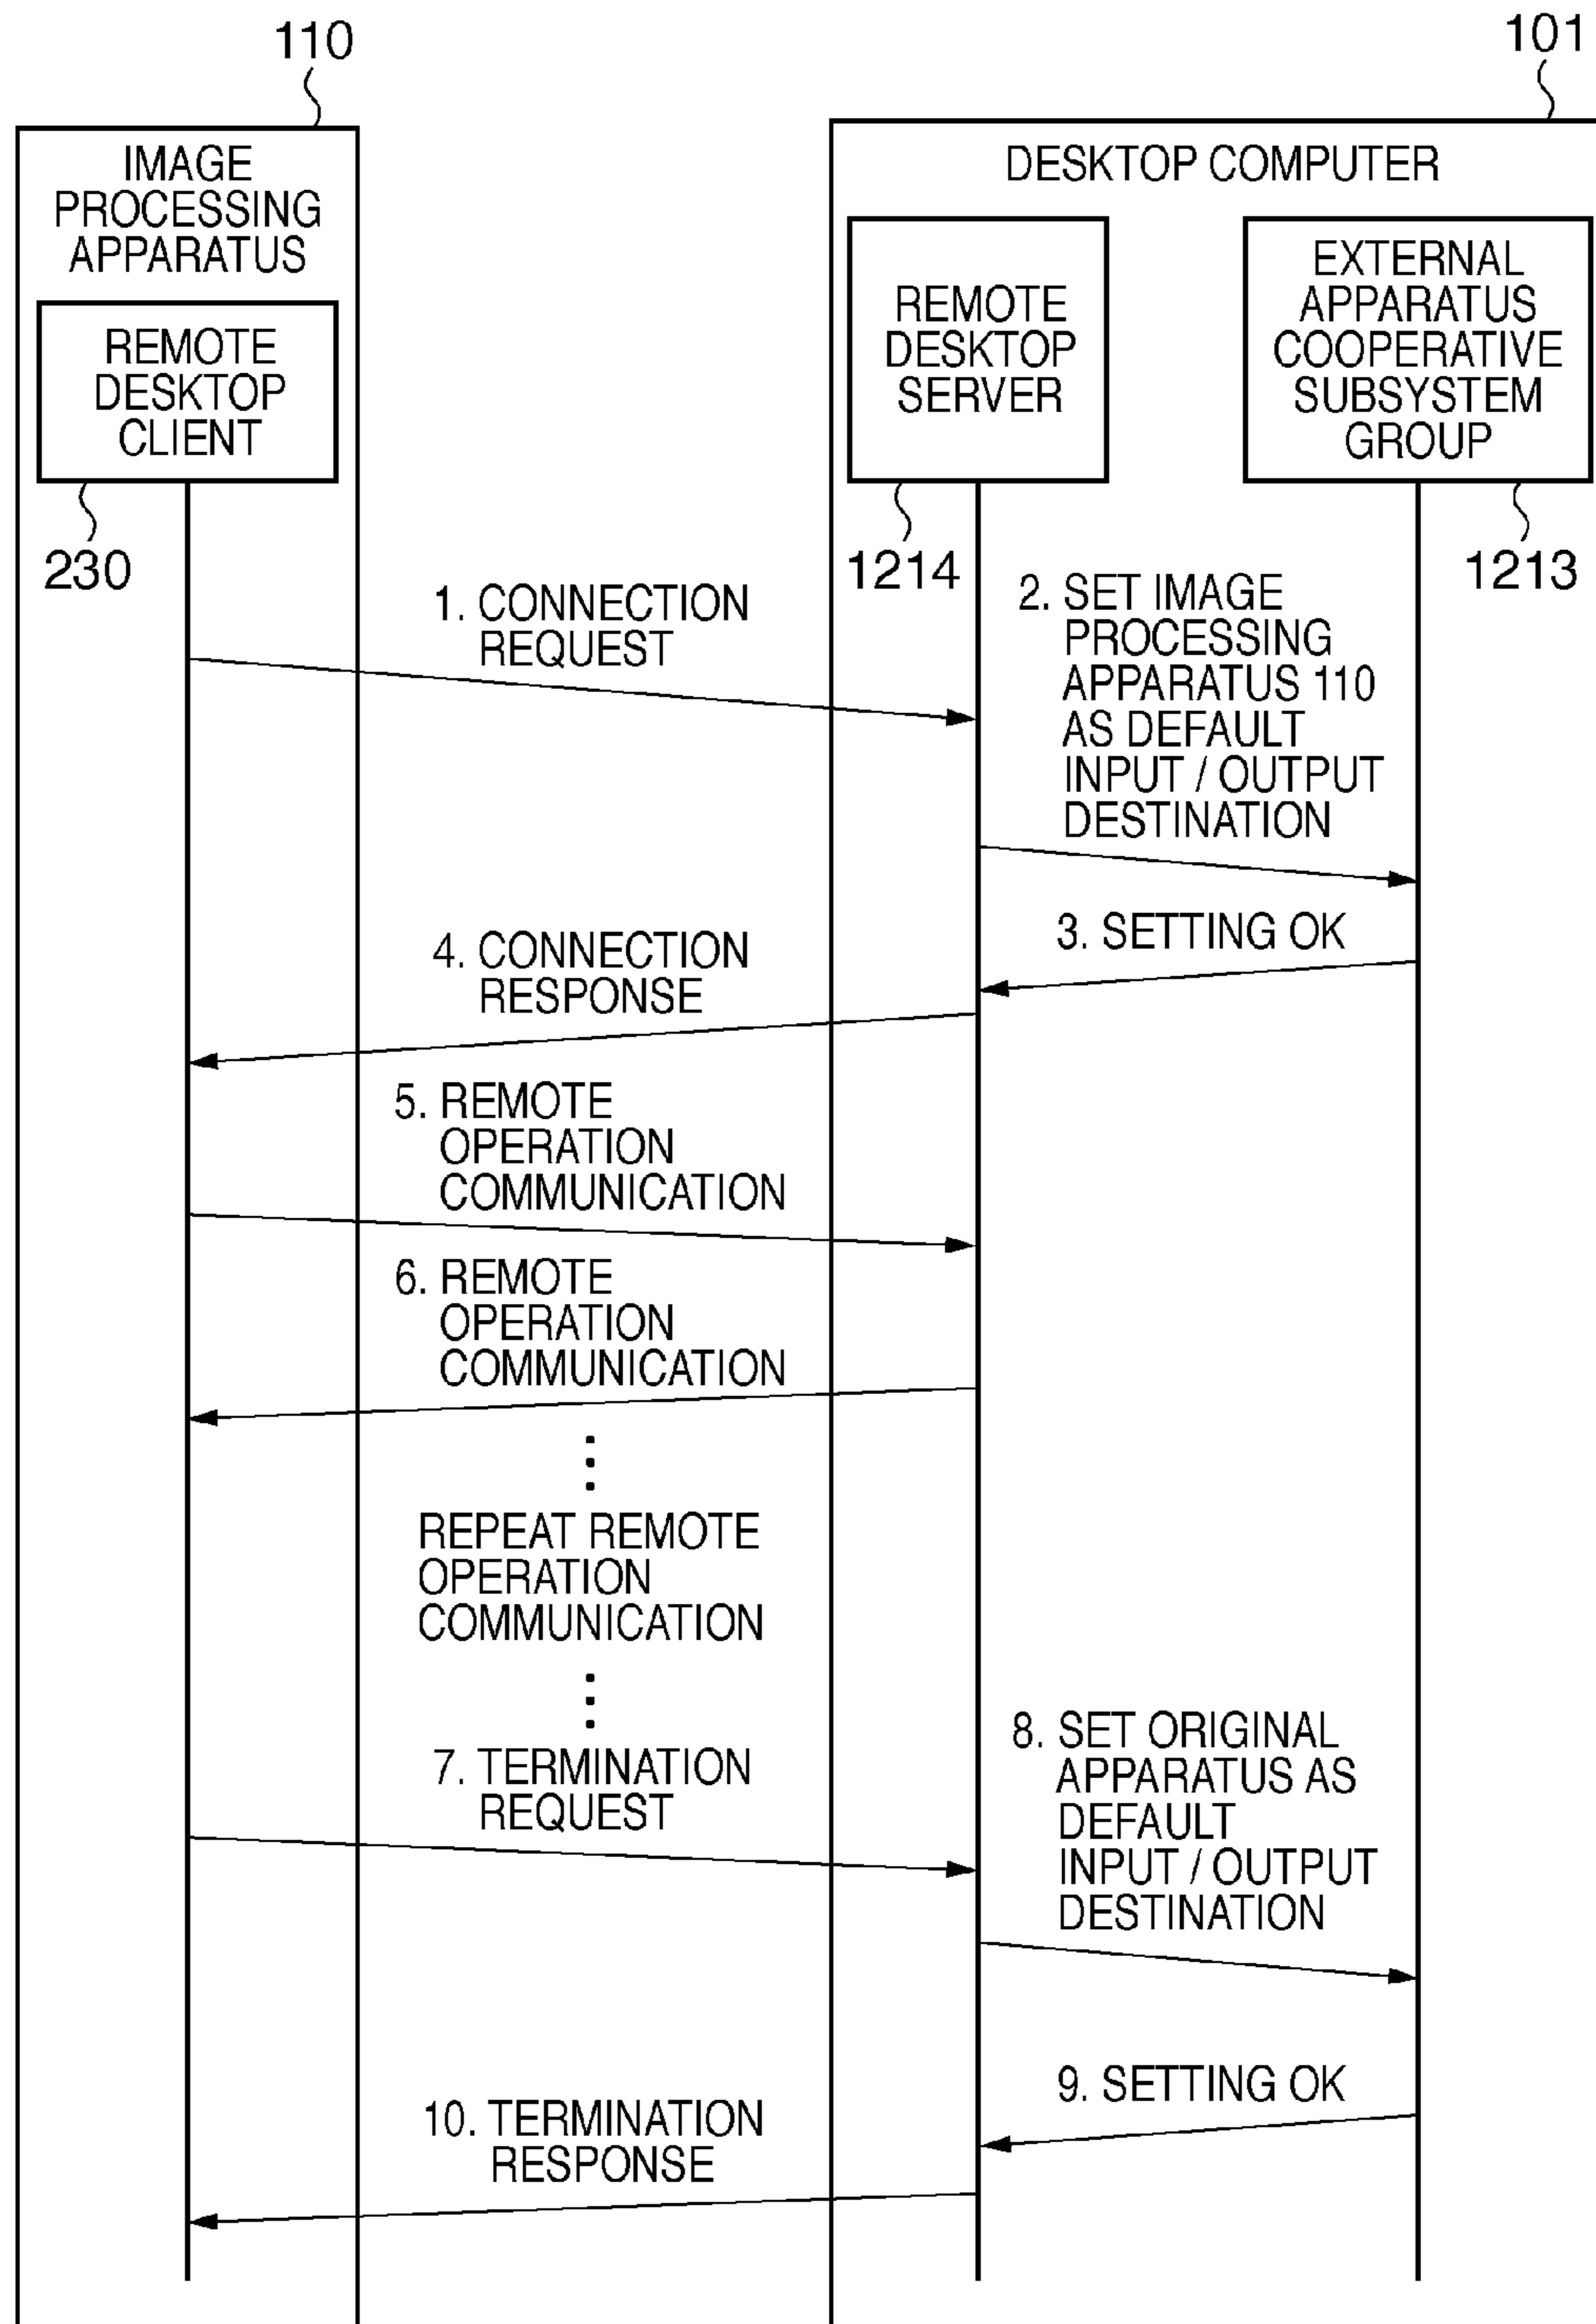 110
101
IMAGE
PROCESSING
APPARATUS
DESKTOP COMPUTER
REMOTE
DESKTOP
CLIENT
REMOTE
DESKTOP
SERVER
EXTERNAL
APPARATUS
COOPERATIVE
SUBSYSTEM
GROUP
230
1214
1213
1. CONNECTION
REQUEST
2. SET IMAGE
PROCESSING
APPARATUS 110
AS DEFAULT
INPUT / OUTPUT
DESTINATION
3. SETTING OK
4. CONNECTION
RESPONSE
5. REMOTE
OPERATION
COMMUNICATION
6. REMOTE
OPERATION
COMMUNICATION
REPEAT REMOTE
OPERATION
COMMUNICATION
7. TERMINATION
REQUEST
8. SET ORIGINAL
APPARATUS AS
DEFAULT
INPUT / OUTPUT
DESTINATION
9. SETTING OK
10. TERMINATION
RESPONSE